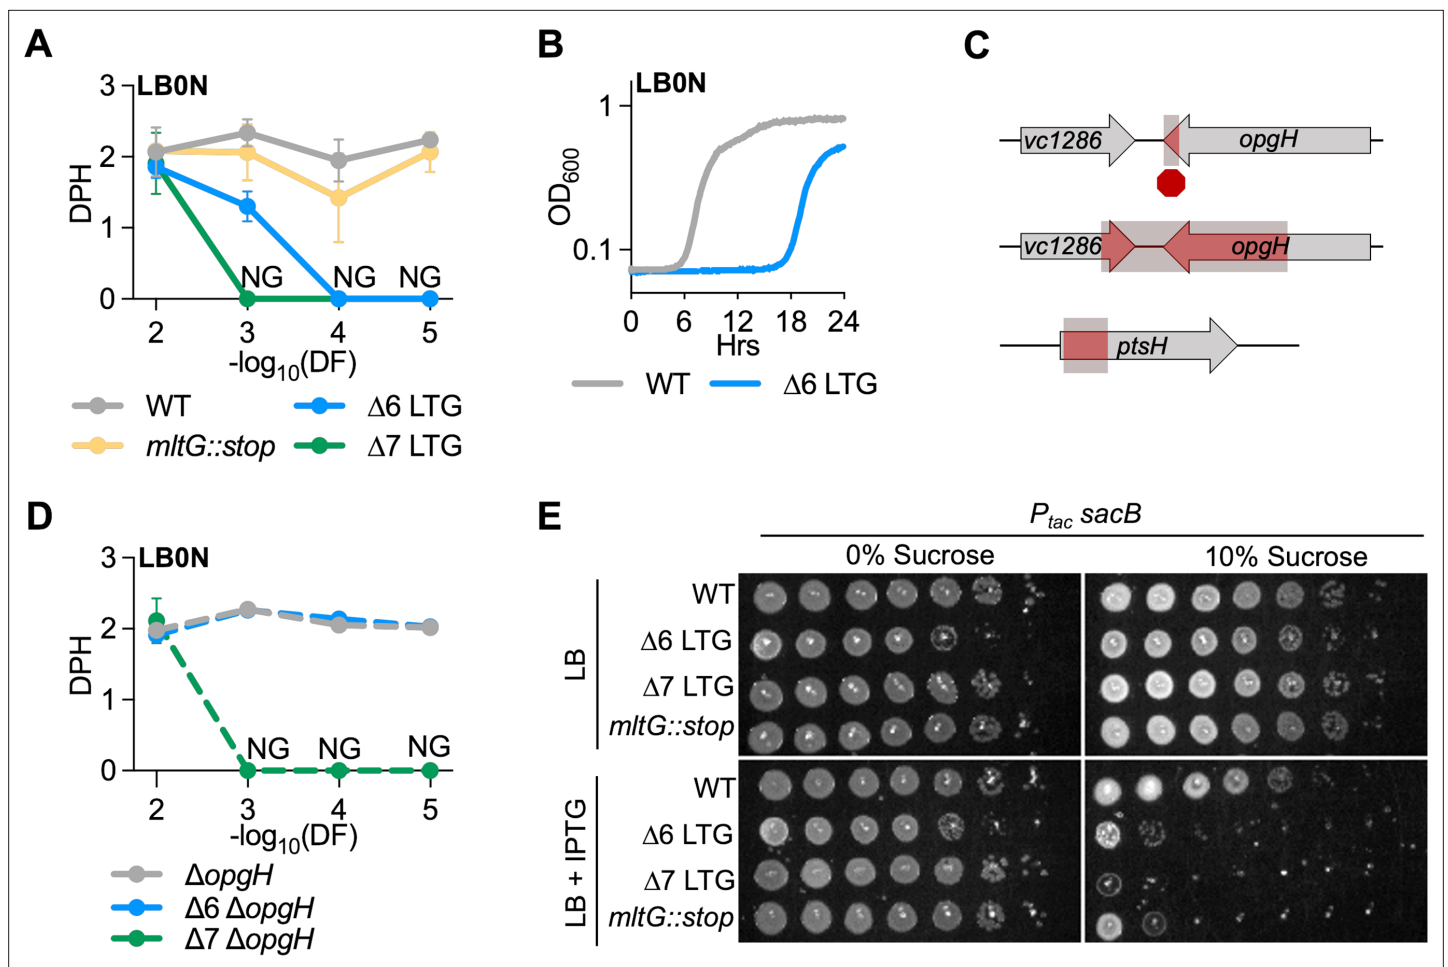 A
LB0N
DPH
3
2
1
0
NG
NG
NG
2
3
4
5
-log10(DF)
WT
Δ6 LTG
mltG::stop
Δ7 LTG
B
LB0N
OD600
1
0.1
0
6
12
18
24
Hrs
WT
Δ6 LTG
C
vc1286
opgH
vc1286
opgH
ptsH
D
LB0N
DPH
3
2
1
0
NG
NG
NG
2
3
4
5
-log10(DF)
ΔopgH
Δ6 ΔopgH
Δ7 ΔopgH
E
Ptac sacB
0% Sucrose
10% Sucrose
LB
WT
Δ6 LTG
Δ7 LTG
mltG::stop
LB + IPTG
WT
Δ6 LTG
Δ7 LTG
mltG::stop